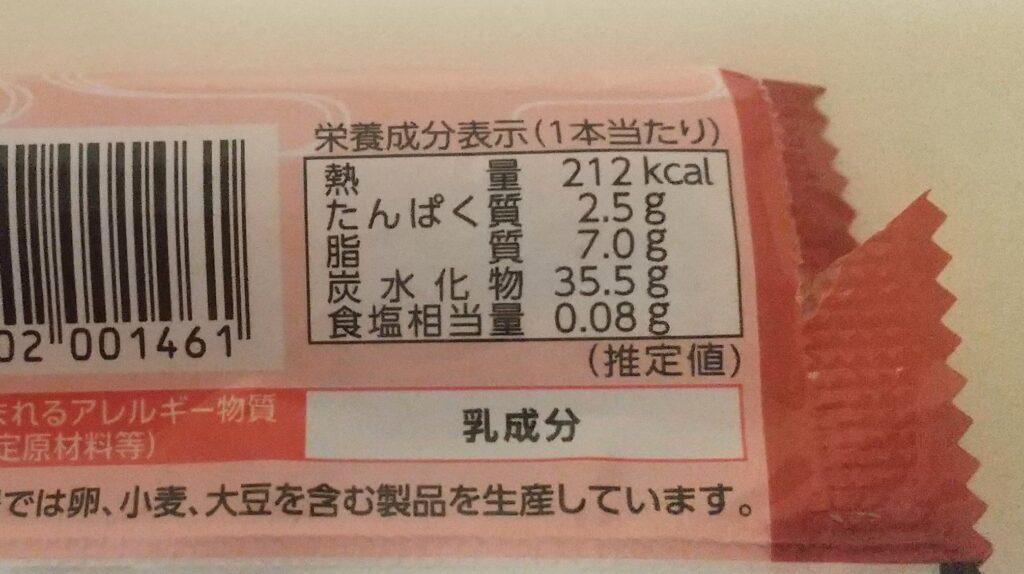 栄養成分表示(1本当たり)
熱量 212 kcal
たんぱく質 2.5g
脂質 7.0g
炭水化物 35.5g
食塩相当量 0.08g
(推定値)
02 001461
まれるアレルギー物質
定原材料等)
乳成分
では卵、小麦、大豆を含む製品を生産しています。